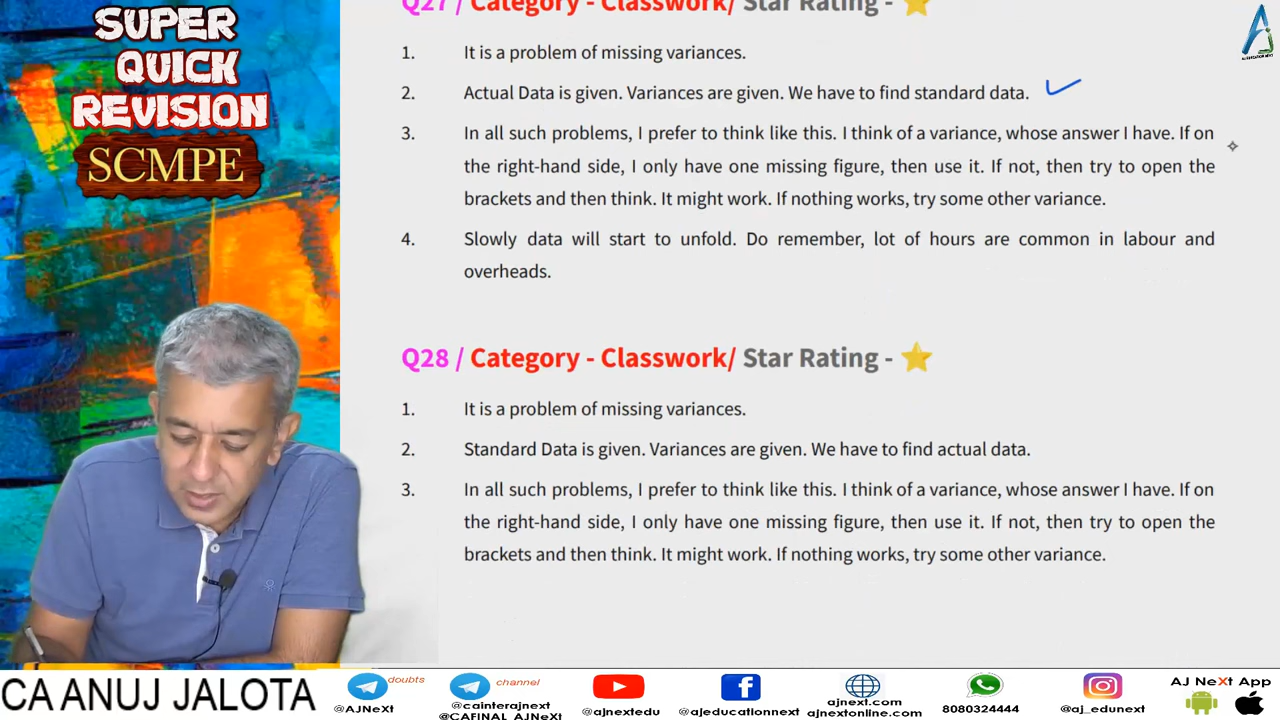 SUPER
QUICK
REVISION
SCMPE
Q27 / Category - Classwork/ Star Rating -
1. It is a problem of missing variances.
2. Actual Data is given. Variances are given. We have to find standard data.
3. In all such problems, I prefer to think like this. I think of a variance, whose answer I have. If on
the right-hand side, I only have one missing figure, then use it. If not, then try to open the
brackets and then think. It might work. If nothing works, try some other variance.
4. Slowly data will start to unfold. Do remember, lot of hours are common in labour and
overheads.
Q28 / Category - Classwork/ Star Rating -
1. It is a problem of missing variances.
2. Standard Data is given. Variances are given. We have to find actual data.
3. In all such problems, I prefer to think like this. I think of a variance, whose answer I have. If on
the right-hand side, I only have one missing figure, then use it. If not, then try to open the
brackets and then think. It might work. If nothing works, try some other variance.
CA ANUJ JALOTA
doubts
@AJNeXt
channel
@cainterajnext
@CAFINAL_AJNeXt
@ajnextedu
@ajeducationnext
ajnext.com
ajnextonline.com
8080324444
@aj_edunext
AJ NeXt App